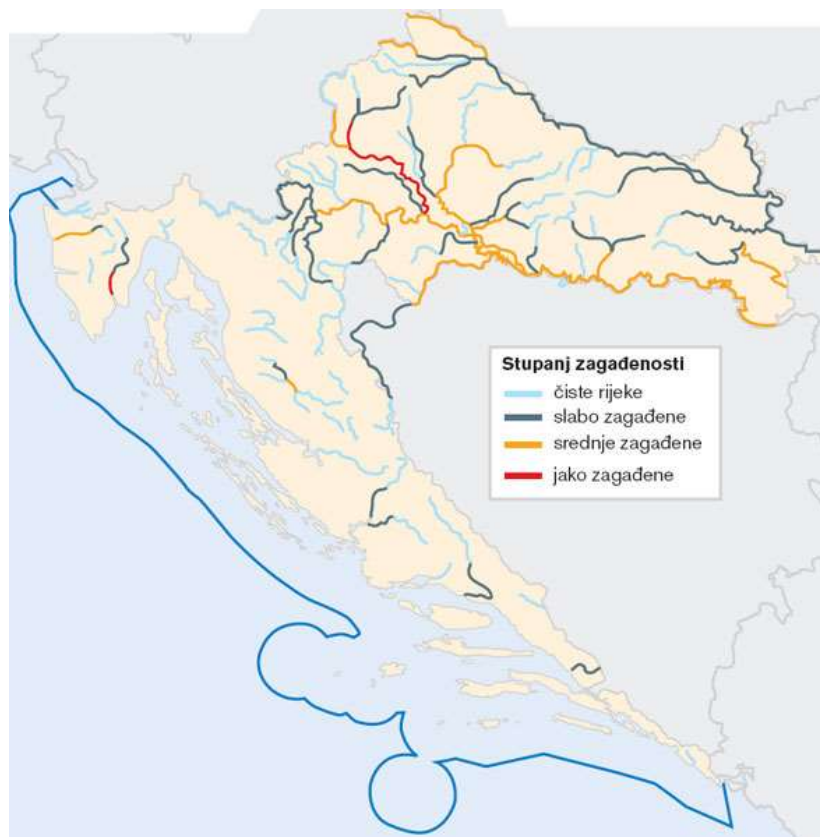 Stupanj zagađenosti
čiste rijeke
slabo zagađene
srednje zagađene
jako zagađene